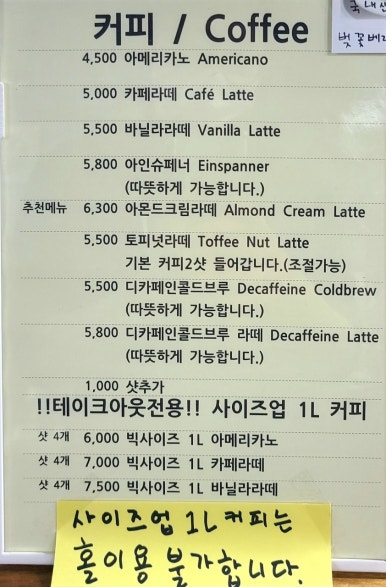 국내산
벚꽃베리
커피 / Coffee
4,500 아메리카노 Americano
5,000 카페라떼 Café Latte
5,500 바닐라라떼 Vanilla Latte
5,800 아인슈페너 Einspanner
(따뜻하게 가능합니다.)
추천메뉴 6,300 아몬드크림라떼 Almond Cream Latte
5,500 토피넛라떼 Toffee Nut Latte
기본 커피2샷 들어갑니다.(조절가능)
5,500 디카페인콜드브루 Decaffeine Coldbrew
(따뜻하게 가능합니다.)
5,800 디카페인콜드브루 라떼 Decaffeine Latte
(따뜻하게 가능합니다.)
1,000 샷추가
!!테이크아웃전용!! 사이즈업 1L 커피
샷 4개 6,000 빅사이즈 1L 아메리카노
샷 4개 7,000 빅사이즈 1L 카페라떼
샷 4개 7,500 빅사이즈 1L 바닐라라떼
사이즈업 1L커피는
홀이용 불가합니다.